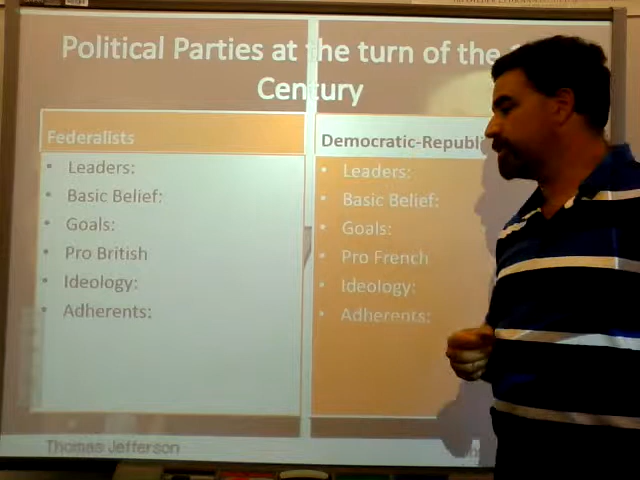 Political Parties at the turn of the
Century
Federalists
• Leaders:
• Basic Belief:
• Goals:
• Pro British
• Ideology:
• Adherents:
Democratic-Republi
• Leaders:
• Basic Belief:
• Goals:
• Pro French
• Ideology:
• Adherents:
Thomas Jefferson